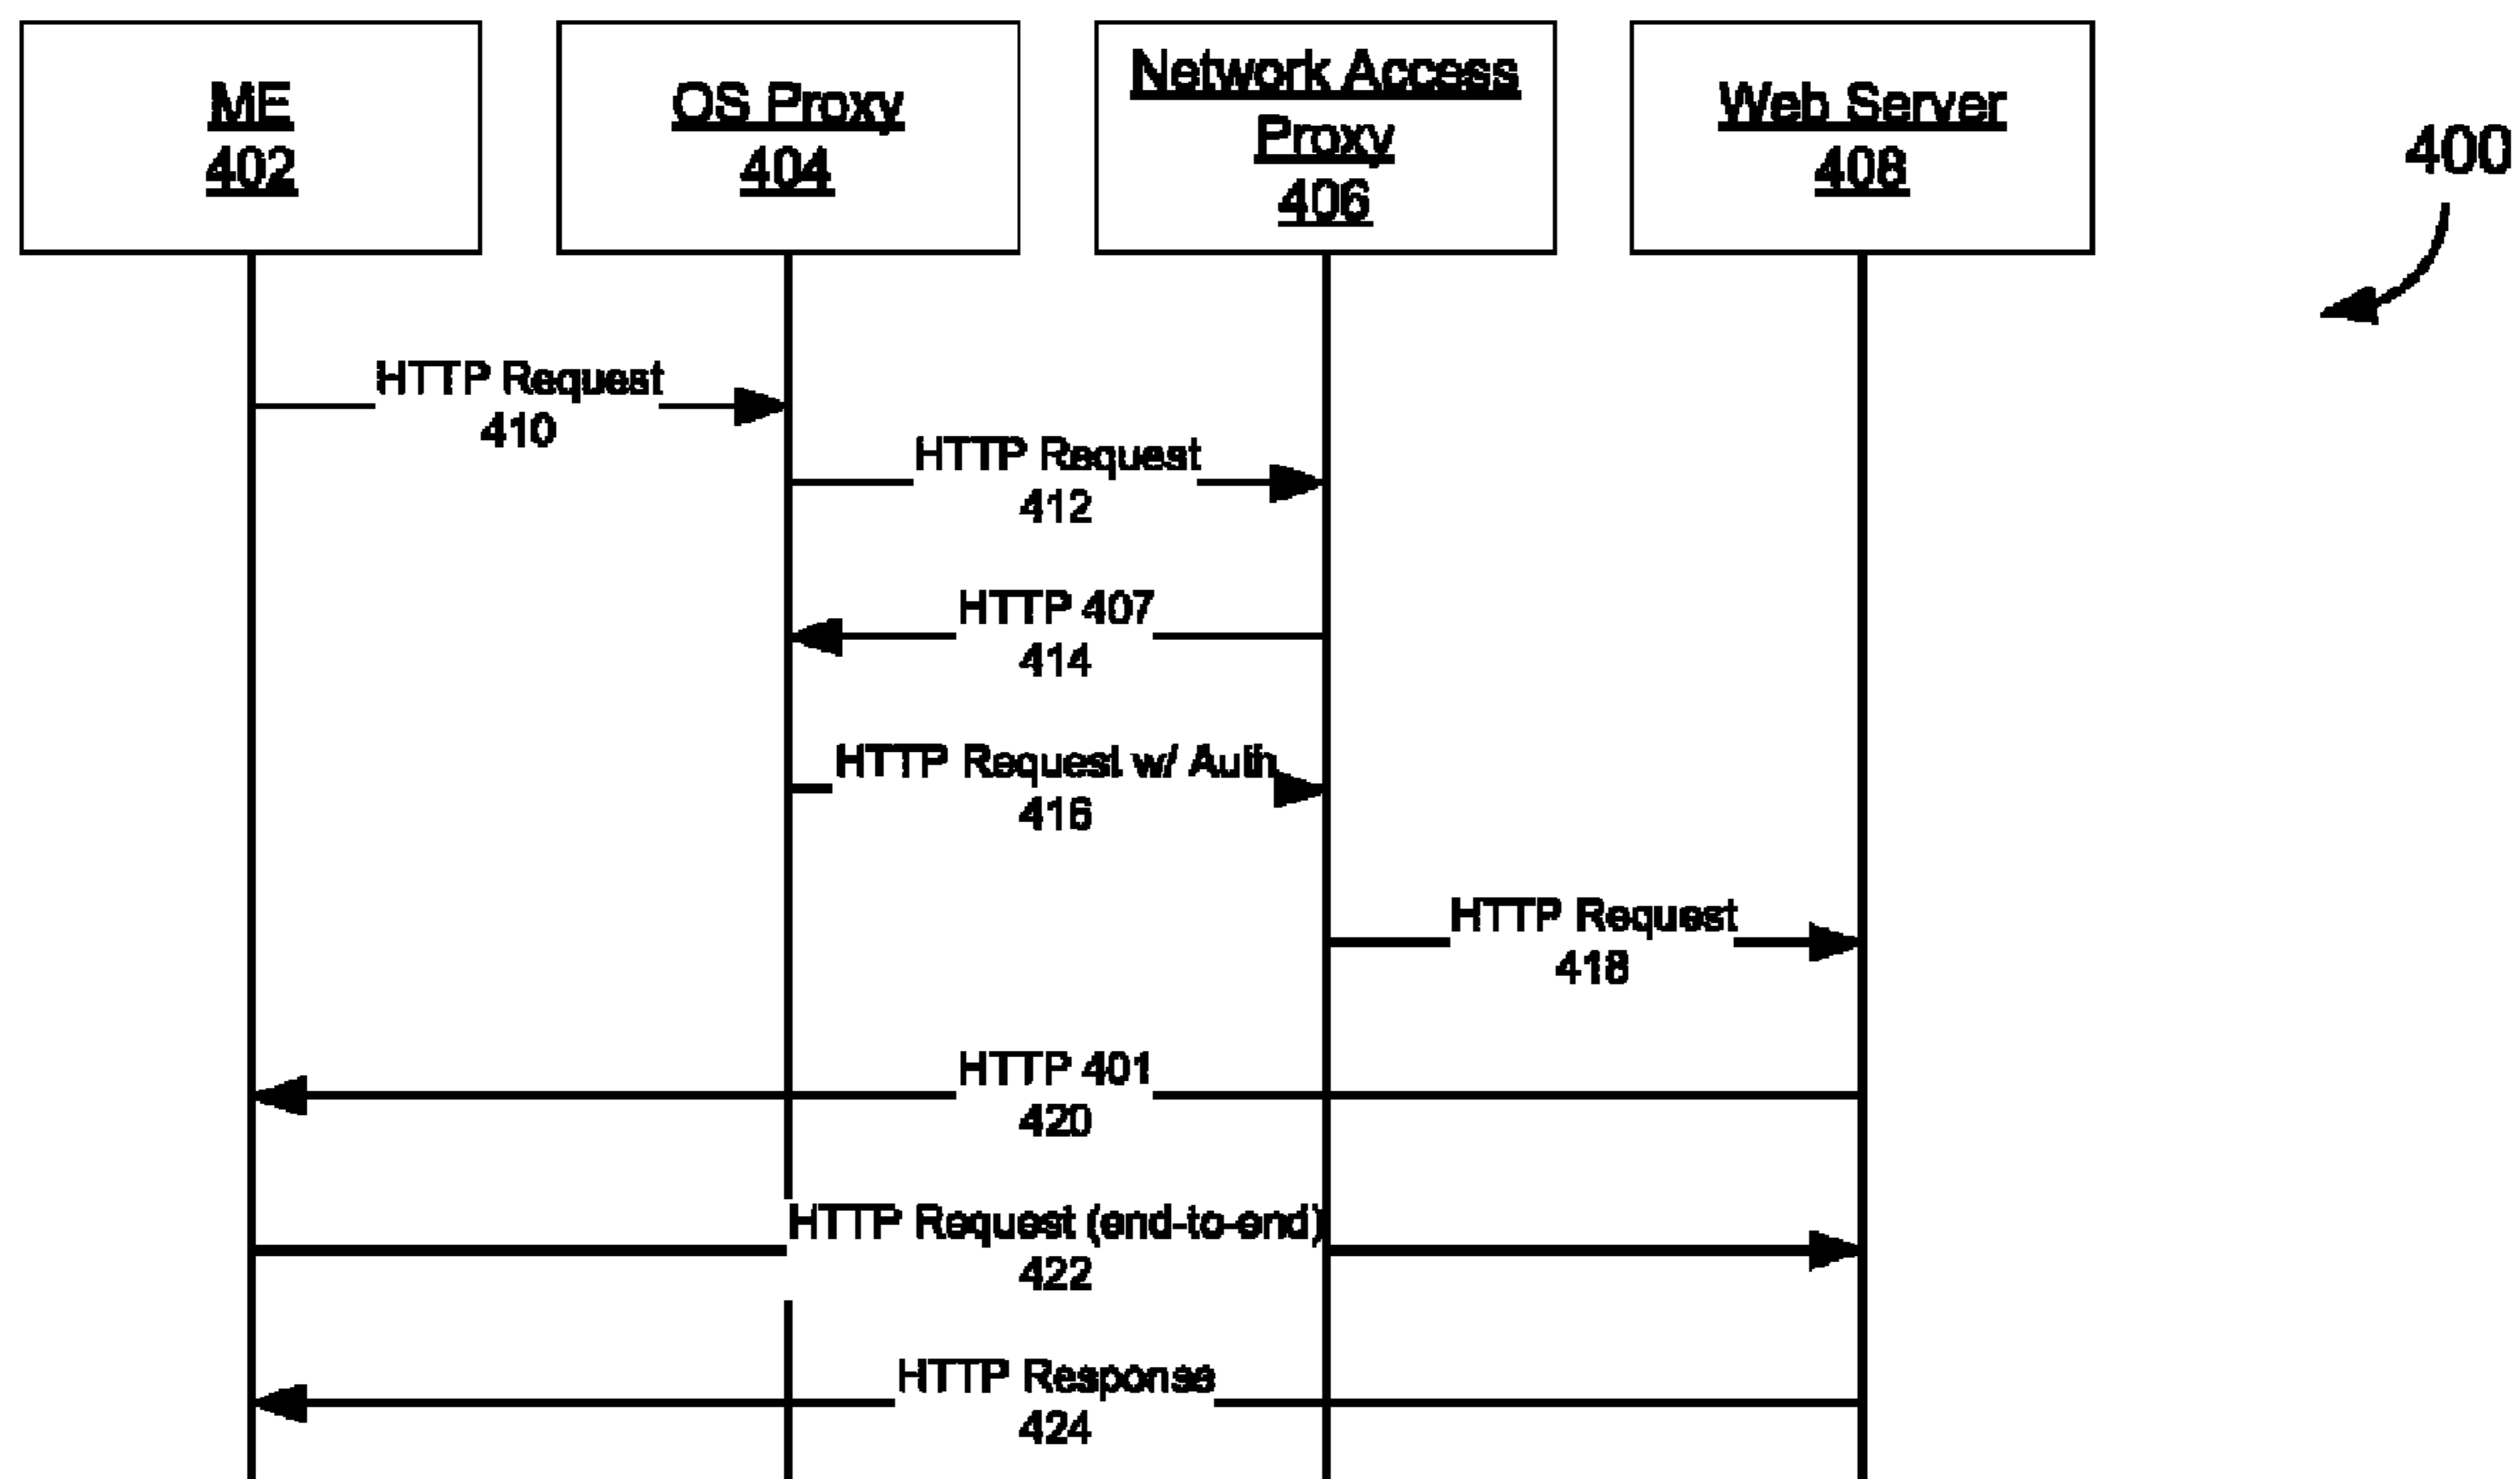 ME
402
OS Proxy
404
Network Access
Proxy
406
Web Server
408
400
HTTP Request
410
HTTP Request
412
HTTP 407
414
HTTP Request w/ Auth
416
HTTP Request
418
HTTP 401
420
HTTP Request (end-to-end)
422
HTTP Response
424